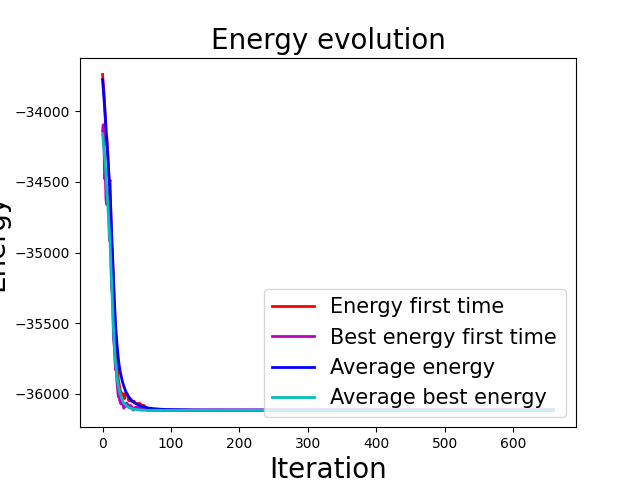 Energy evolution
Energy
−34000
−34500
−35000
−35500
−36000
Energy first time
Best energy first time
Average energy
Average best energy
0 100 200 300 400 500 600
Iteration